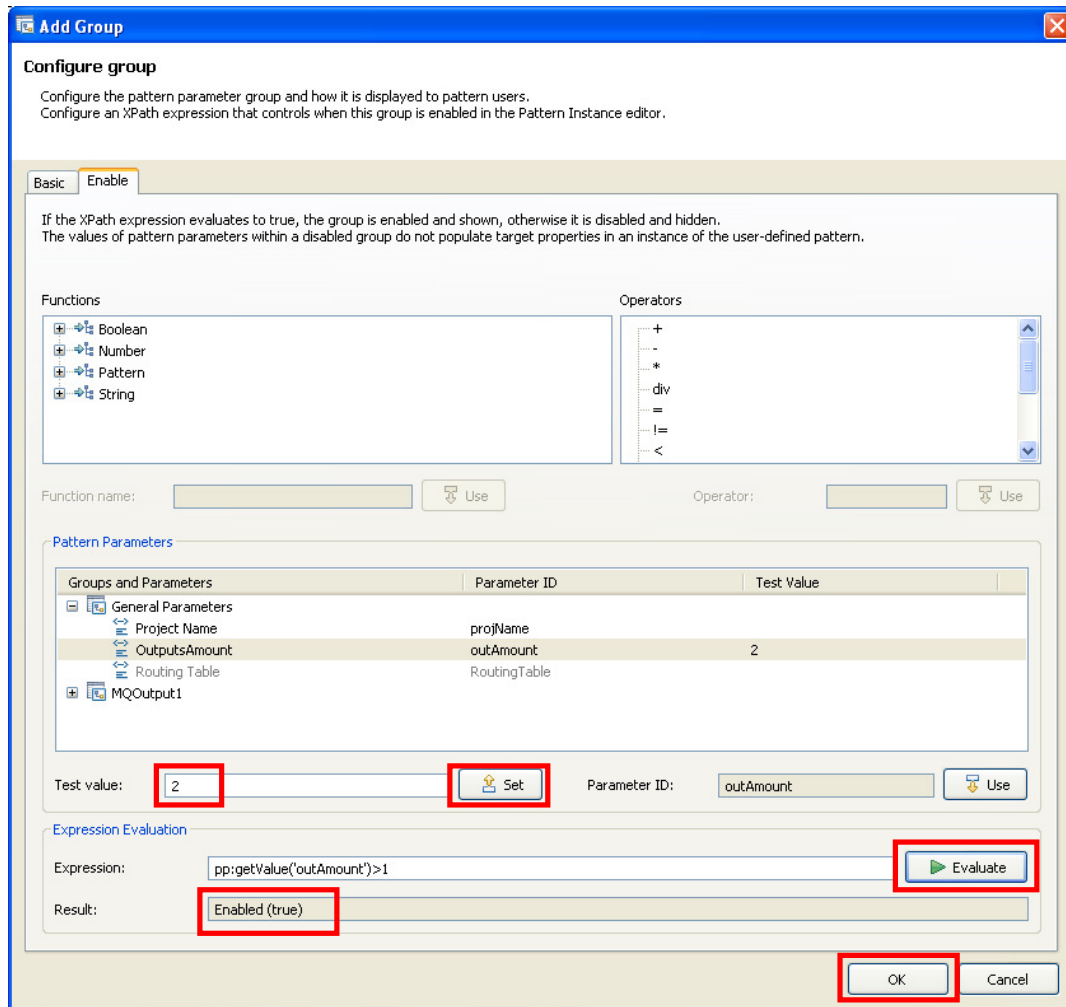 Add Group
Configure group
Configure the pattern parameter group and how it is displayed to pattern users.
Configure an XPath expression that controls when this group is enabled in the Pattern Instance editor.
Basic Enable
If the XPath expression evaluates to true, the group is enabled and shown, otherwise it is disabled and hidden.
The values of pattern parameters within a disabled group do not populate target properties in an instance of the user-defined pattern.
Functions Operators
Boolean
Number
Pattern
String
+
-
*
div
=
!=
<
Function name: Use Operator: Use
Pattern Parameters
Groups and Parameters Parameter ID Test Value
General Parameters
Project Name projName
OutputsAmount outAmount 2
Routing Table RoutingTable
MQOutput1
Test value: 2 Set Parameter ID: outAmount Use
Expression Evaluation
Expression: pp:getValue('outAmount')>1 Evaluate
Result: Enabled (true)
OK Cancel